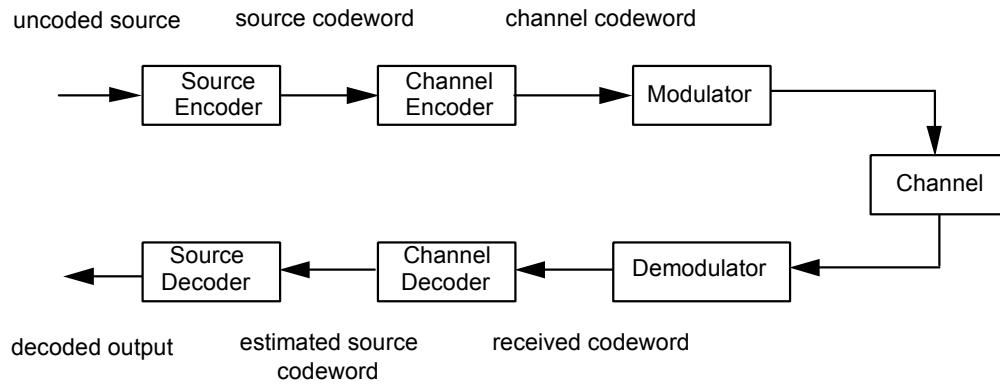 uncoded source
source codeword
channel codeword
Source
Encoder
Channel
Encoder
Modulator
Channel
Source
Decoder
Channel
Decoder
Demodulator
decoded output
estimated source
codeword
received codeword